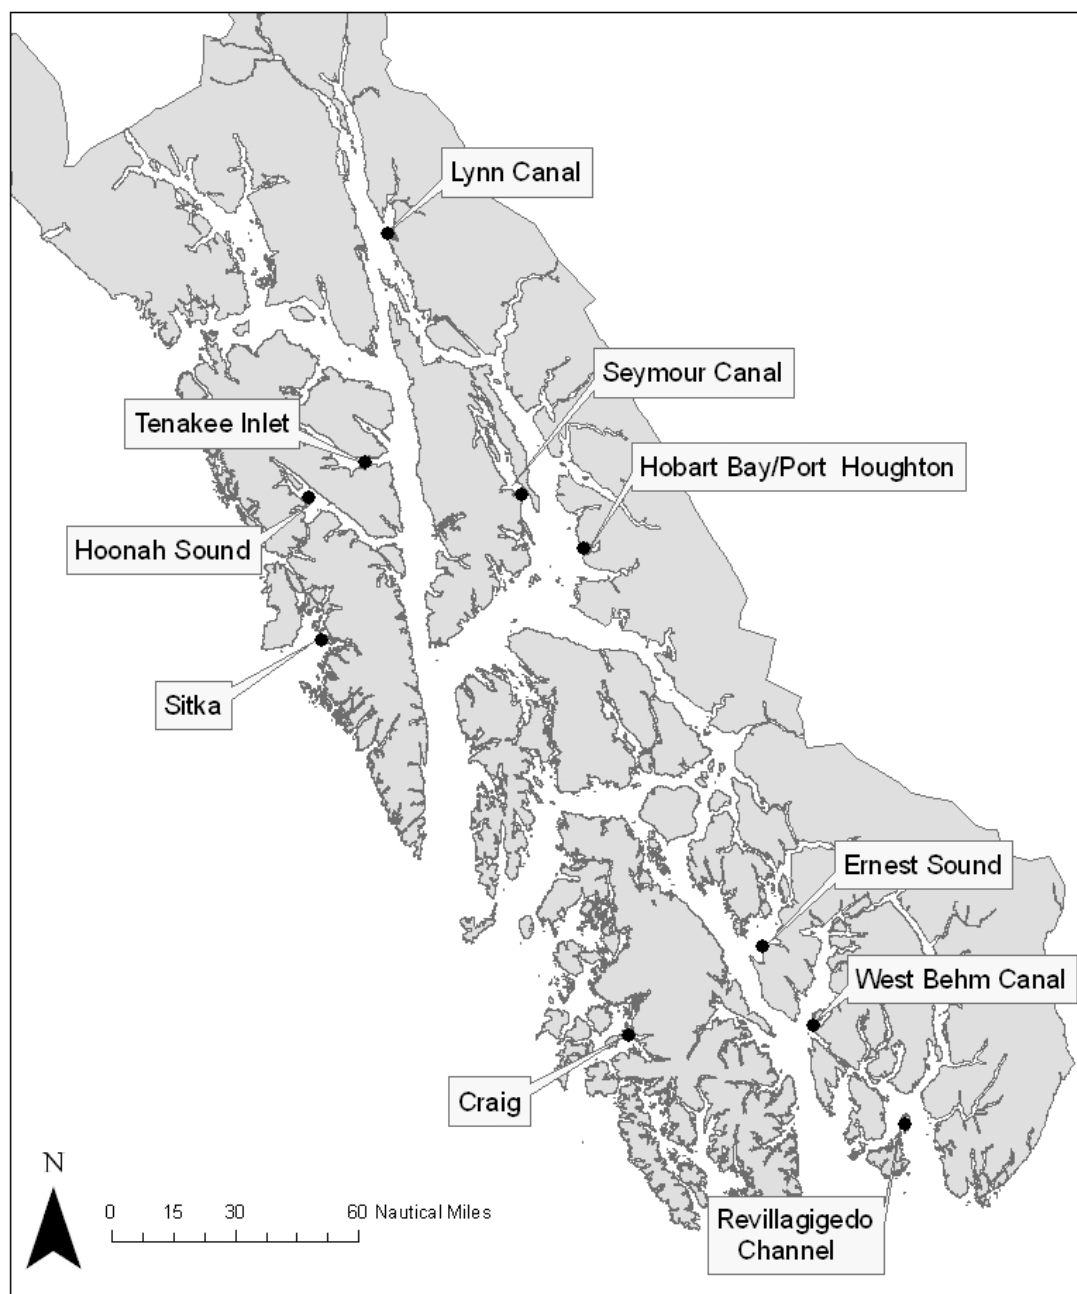 Lynn Canal
Seymour Canal
Tenakee Inlet
Hobart Bay/Port Houghton
Hoonah Sound
Sitka
Ernest Sound
West Behm Canal
Craig
N
0 15 30 60 Nautical Miles
Revillagigedo
Channel